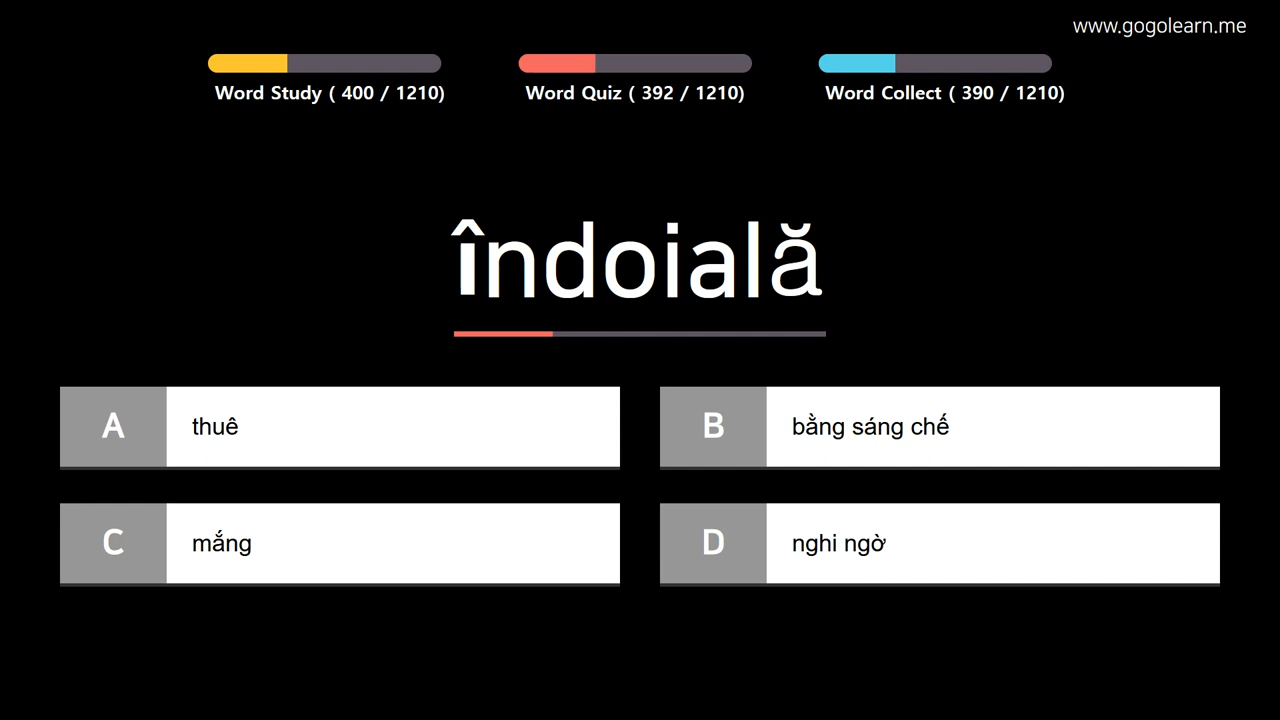 www.gogolearn.me
Word Study ( 400 / 1210)
Word Quiz ( 392 / 1210)
Word Collect ( 390 / 1210)
îndoială
A thuê
B bằng sáng chế
C mắng
D nghi ngờ